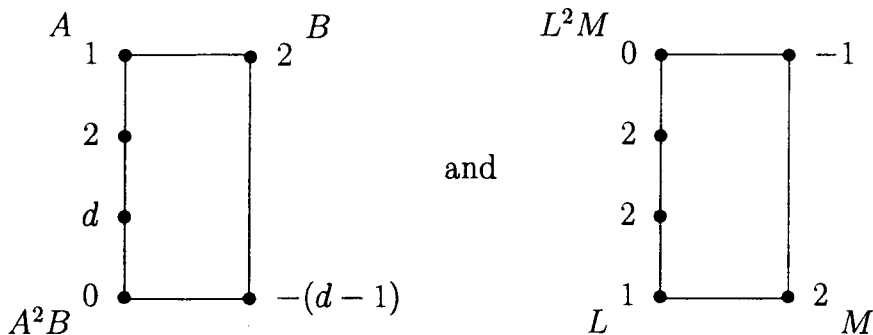 A B L²M
1 2 0 −1
2 2
and
d 2
0 −(d − 1) 1 2
A²B L M